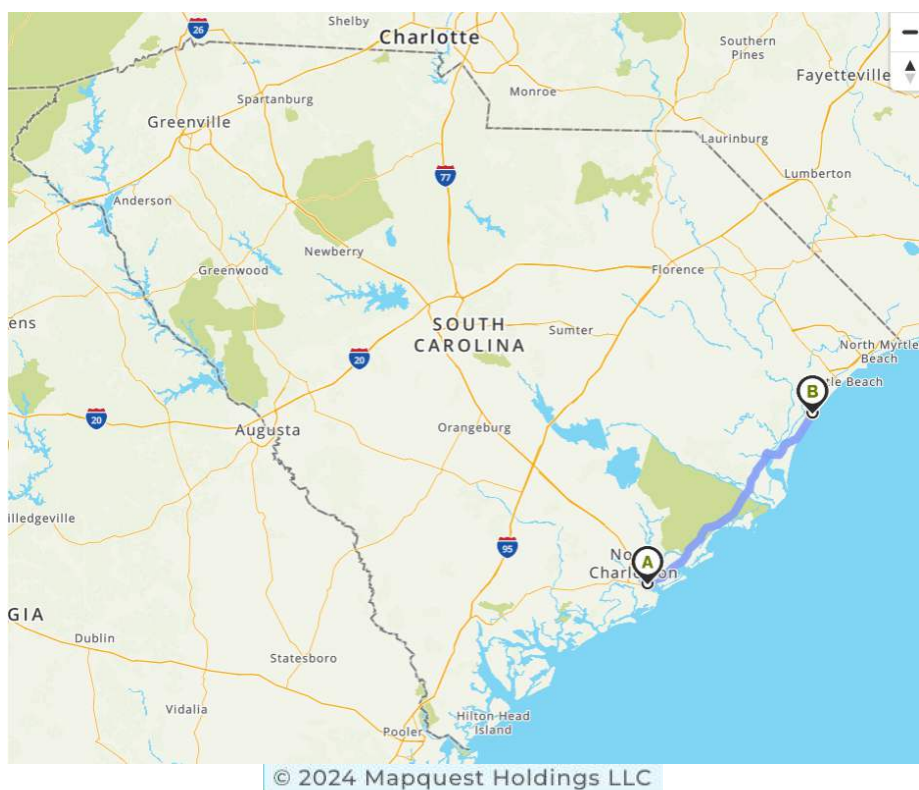 Shelby
26
Charlotte
Southern
Pines
Fayetteville
Spartanburg
Monroe
Greenville
Laurinburg
77
Lumberton
Anderson
Newberry
Greenwood
Florence
ens
SOUTH
CAROLINA
Sumter
20
North Myrtle
Beach
tle Beach
B
20
Augusta
Orangeburg
illedgeville
95
No
A
Charle on
GIA
Dublin
Statesboro
Vidalia
Hilton Head
Island
Pooler
© 2024 Mapquest Holdings LLC